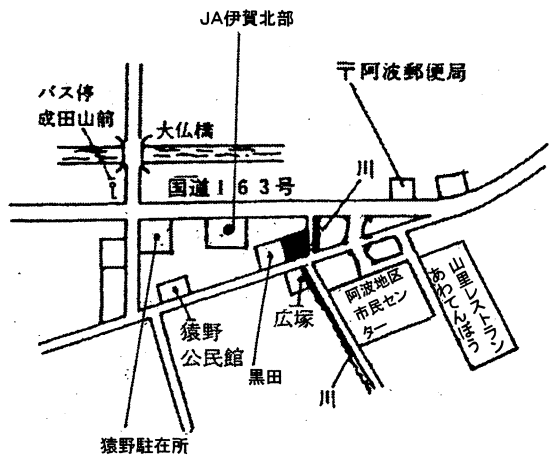 JA伊賀北部
〒阿波郵便局
バス停
成田山前
大仏橋
国道163号
川
猿野
公民館
広塚
黒田
阿波地区
市民セン
ター
山里レストラン
あわてんぼう
川
猿野駐在所